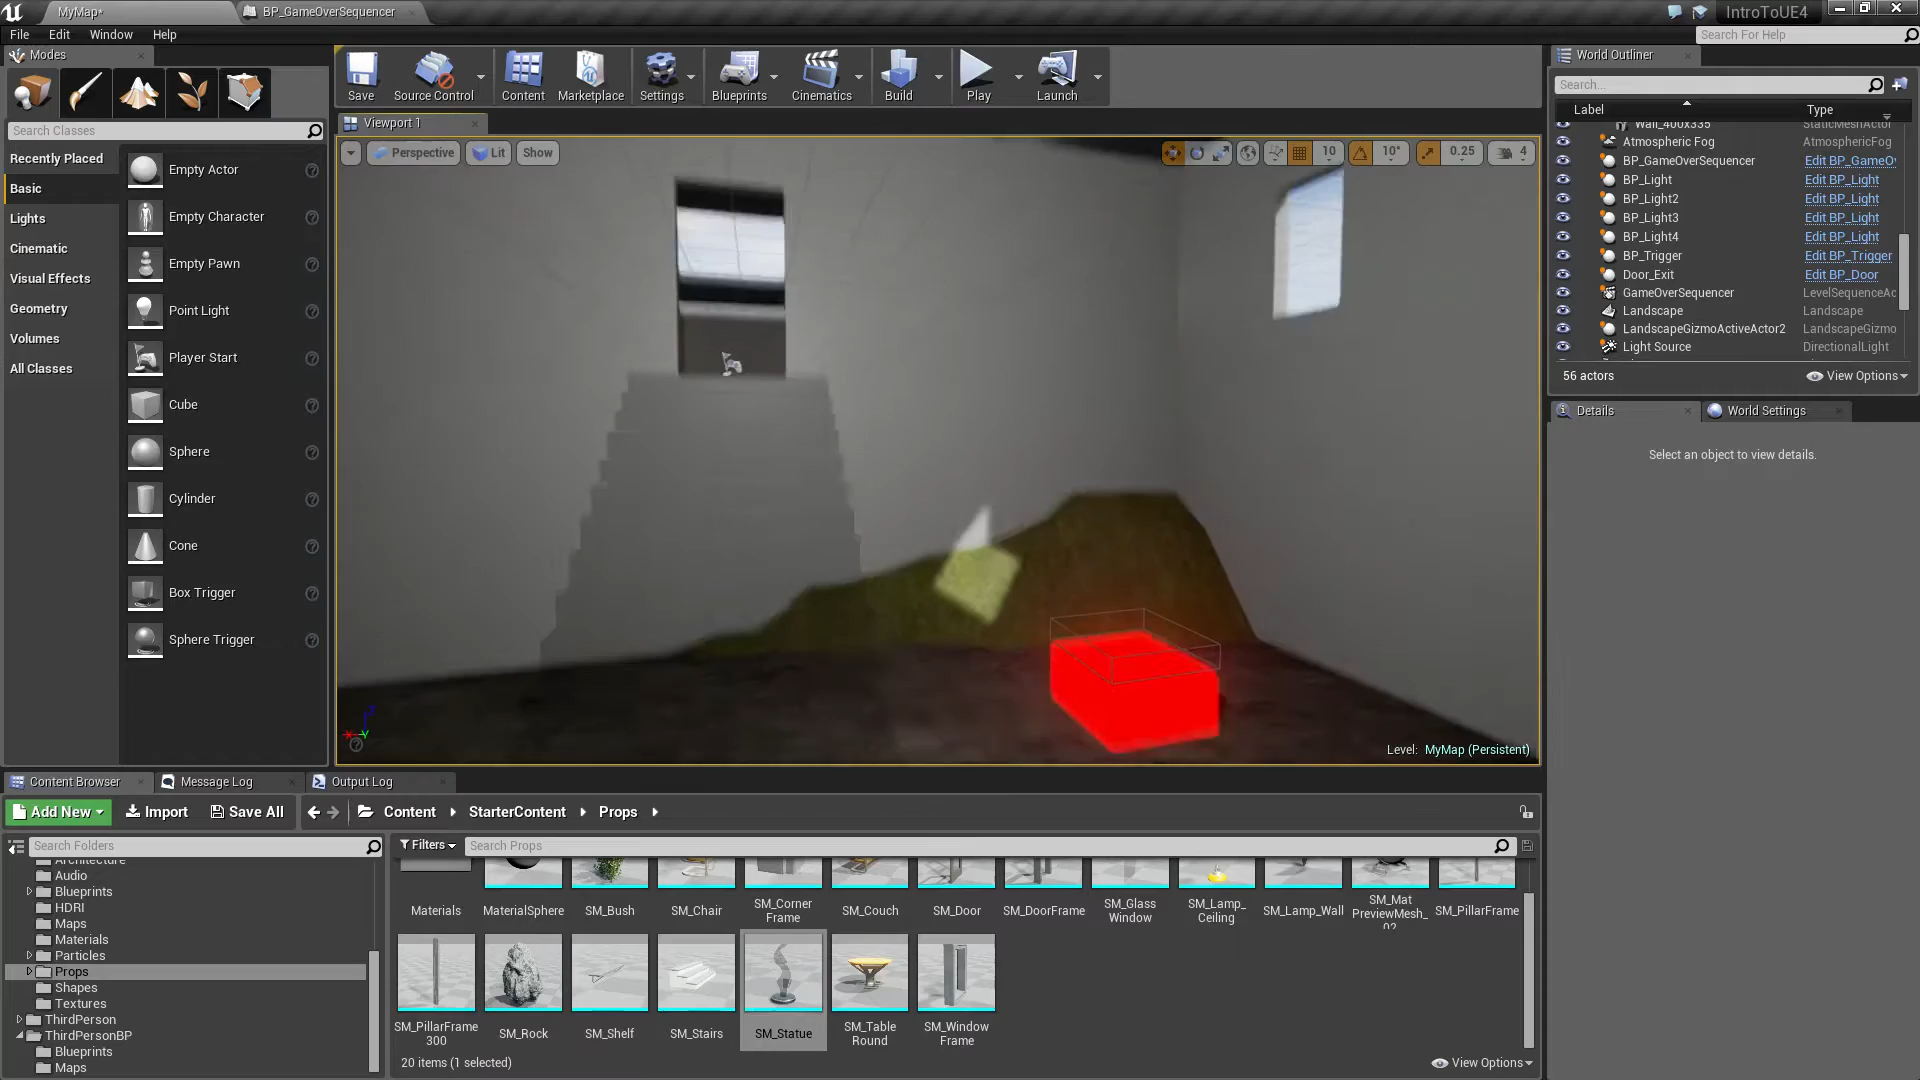 MyMap*
BP_GameOverSequencer
IntroToUE4
File Edit Window Help
Search For Help
Modes
Search Classes
Recently Placed
Basic
Lights
Cinematic
Visual Effects
Geometry
Volumes
All Classes
Empty Actor
Empty Character
Empty Pawn
Point Light
Player Start
Cube
Sphere
Cylinder
Cone
Box Trigger
Sphere Trigger
Save
Source Control
Content
Marketplace
Settings
Blueprints
Cinematics
Build
Play
Launch
Viewport 1
Perspective Lit Show
10 10° 0.25 4
Level: MyMap (Persistent)
World Outliner
Search...
Label Type
Wall_400x335 StaticMeshActor
Atmospheric Fog AtmosphericFog
BP_GameOverSequencer Edit BP_GameOv
BP_Light Edit BP_Light
BP_Light2 Edit BP_Light
BP_Light3 Edit BP_Light
BP_Light4 Edit BP_Light
BP_Trigger Edit BP_Trigger
Door_Exit Edit BP_Door
GameOverSequencer LevelSequenceAc
Landscape Landscape
LandscapeGizmoActiveActor2 LandscapeGizmo
Light Source DirectionalLight
56 actors
View Options
Details
World Settings
Select an object to view details.
Content Browser
Message Log
Output Log
Add New
Import
Save All
Content
StarterContent
Props
Search Folders
Filters
Search Props
Architecture
Audio
Blueprints
HDRI
Maps
Materials
Particles
Props
Shapes
Textures
ThirdPerson
ThirdPersonBP
Blueprints
Maps
Materials
MaterialSphere
SM_Bush
SM_Chair
SM_Corner
Frame
SM_Couch
SM_Door
SM_DoorFrame
SM_Glass
Window
SM_Lamp_
Ceiling
SM_Lamp_Wall
SM_Mat
PreviewMesh_
02
SM_PillarFrame
SM_PillarFrame
300
SM_Rock
SM_Shelf
SM_Stairs
SM_Statue
SM_Table
Round
SM_Window
Frame
20 items (1 selected)
View Options